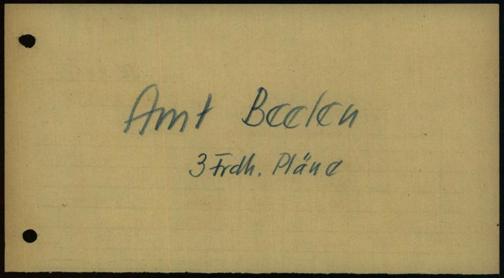 Amt Beelen
3 Frdh. Pläne